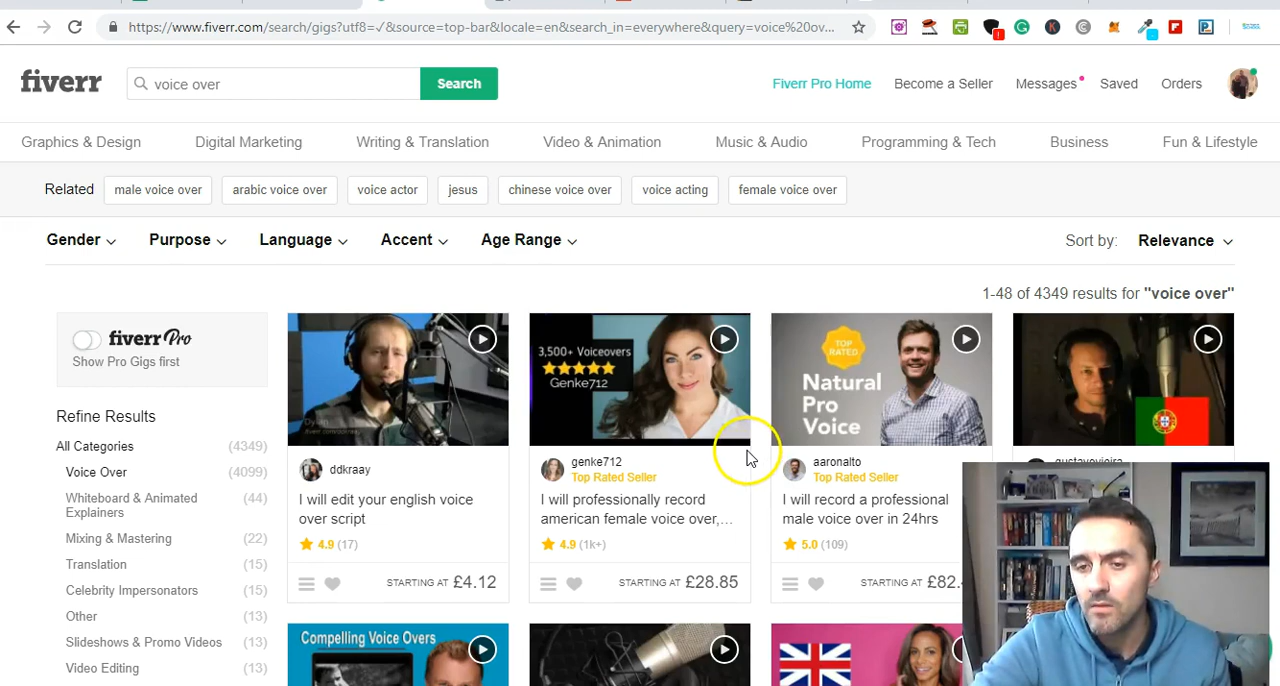 https://www.fiverr.com/search/gigs?utf8=✓&source=top-bar&locale=en&search_in=everywhere&query=voice%20ov...
fiverr
voice over
Search
Fiverr Pro Home
Become a Seller
Messages
Saved
Orders
Graphics & Design
Digital Marketing
Writing & Translation
Video & Animation
Music & Audio
Programming & Tech
Business
Fun & Lifestyle
Related
male voice over
arabic voice over
voice actor
jesus
chinese voice over
voice acting
female voice over
Gender
Purpose
Language
Accent
Age Range
Sort by:
Relevance
1-48 of 4349 results for "voice over"
fiverr Pro
Show Pro Gigs first
Refine Results
All Categories (4349)
Voice Over (4099)
Whiteboard & Animated
Explainers (44)
Mixing & Mastering (22)
Translation (15)
Celebrity Impersonators (15)
Other (13)
Slideshows & Promo Videos (13)
Video Editing (13)
ddkraay
I will edit your english voice
over script
4.9 (17)
STARTING AT £4.12
3,500+ Voiceovers
Genke712
genke712
Top Rated Seller
I will professionally record
american female voice over,...
4.9 (1k+)
STARTING AT £28.85
TOP
RATED
Natural
Pro
Voice
aaronalto
Top Rated Seller
I will record a professional
male voice over in 24hrs
5.0 (109)
STARTING AT £82.
Compelling Voice Overs